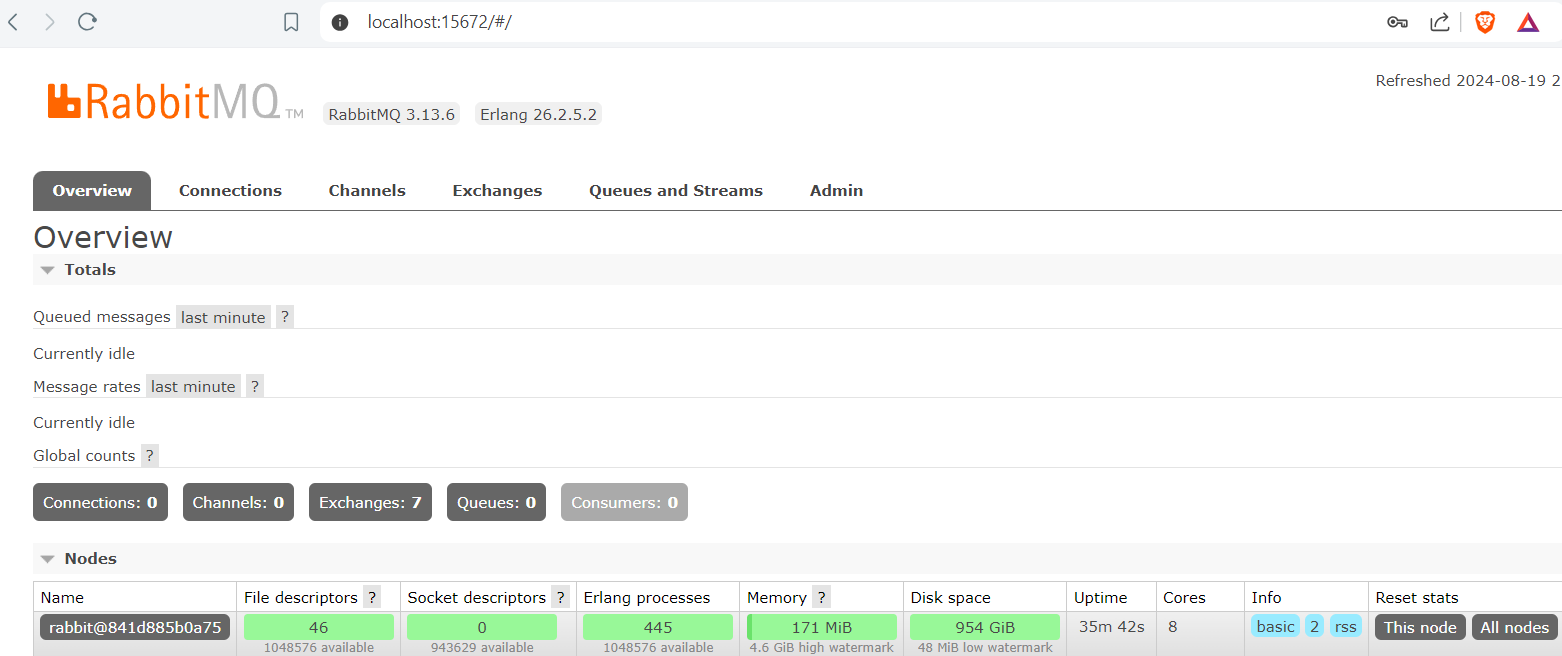 localhost:15672/#/
Refreshed 2024-08-19 2
RabbitMQ TM RabbitMQ 3.13.6 Erlang 26.2.5.2
Overview Connections Channels Exchanges Queues and Streams Admin
Overview
Totals
Queued messages last minute ?
Currently idle
Message rates last minute ?
Currently idle
Global counts ?
Connections: 0 Channels: 0 Exchanges: 7 Queues: 0 Consumers: 0
Nodes
Name File descriptors ? Socket descriptors ? Erlang processes Memory ? Disk space Uptime Cores Info Reset stats
rabbit@841d885b0a75 46 0 445 171 MiB 954 GiB 35m 42s 8 basic 2 rss This node All nodes
1048576 available 943629 available 1048576 available 4.6 GiB high watermark 48 MiB low watermark